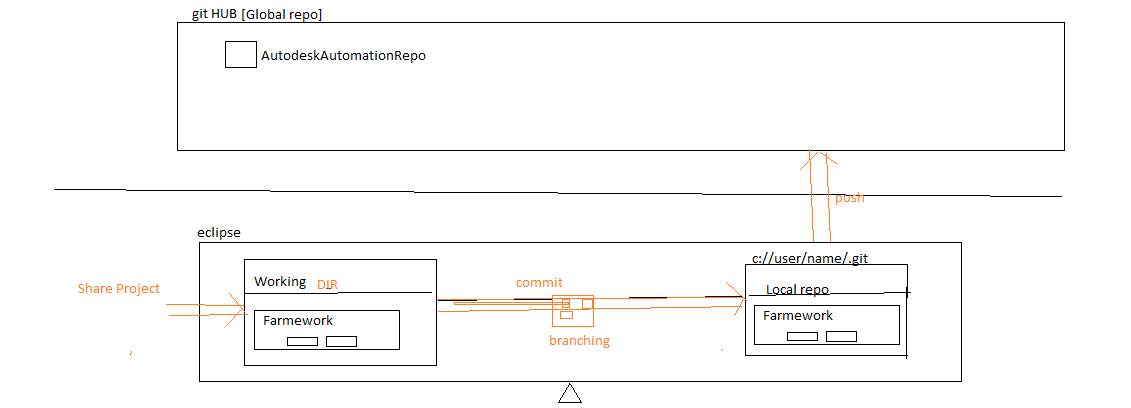 git HUB [Global repo]
AutodeskAutomationRepo
push
eclipse
c://user/name/.git
Working DIR
commit
Local repo
Share Project
Farmework
Farmework
branching